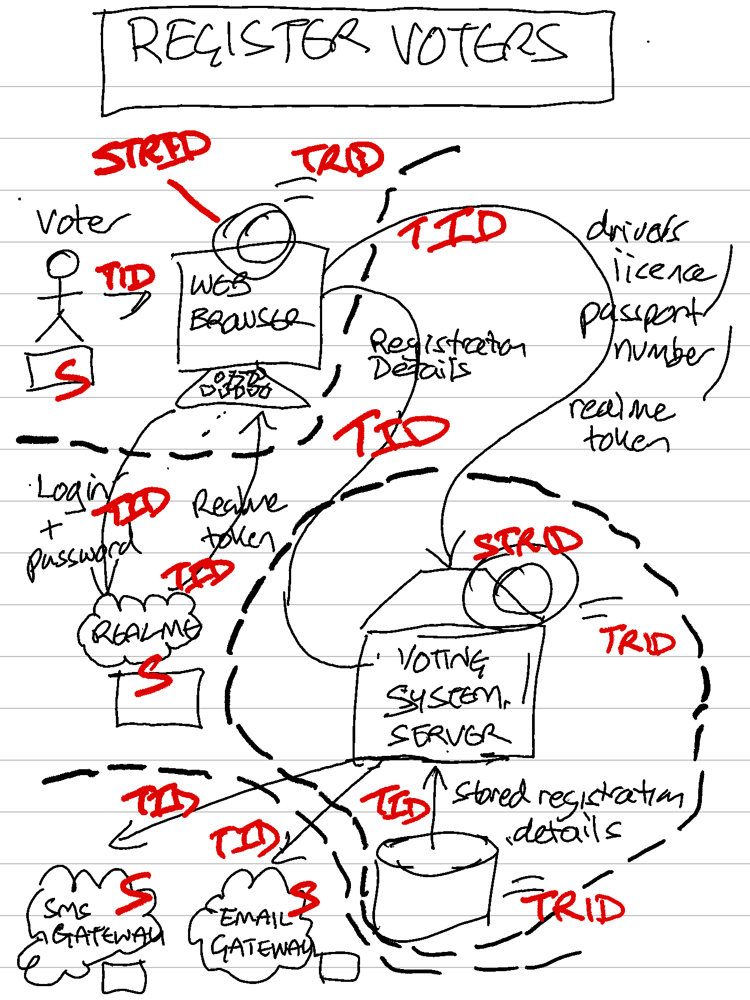 REGISTER VOTERS
STRID
TRID
Voter
TID
TID
drivers
licence
passport
number
realme
token
WEB
BROWSER
Registration
Details
S
TID
Login
+
password
TID
Realme
token
TID
STRID
REALME
S
TRID
VOTING
SYSTEM
SERVER
TID
TID
TID
stored registration
details
SMS
GATEWAY
S
EMAIL
GATEWAY
S
TRID